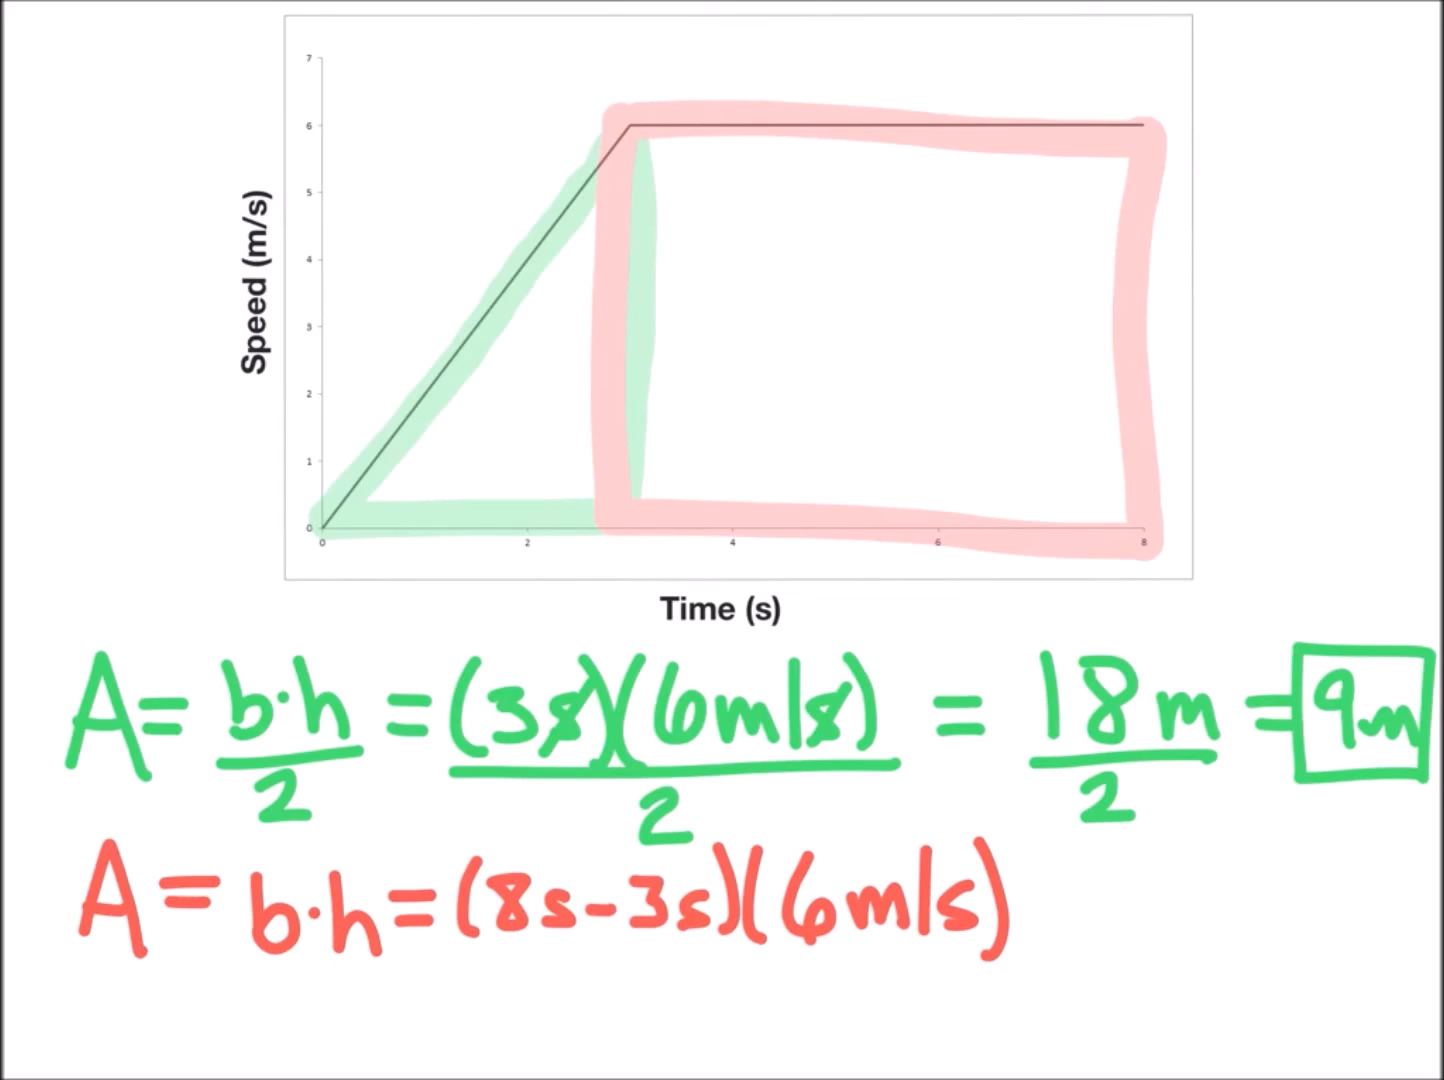 7
6
5
4
3
2
1
0
Speed (m/s)
0 2 4 6 8
Time (s)
A = b·h/2 = (3s)(6m/s)/2 = 18m/2 = 9m
A = b·h = (8s-3s)(6m/s)